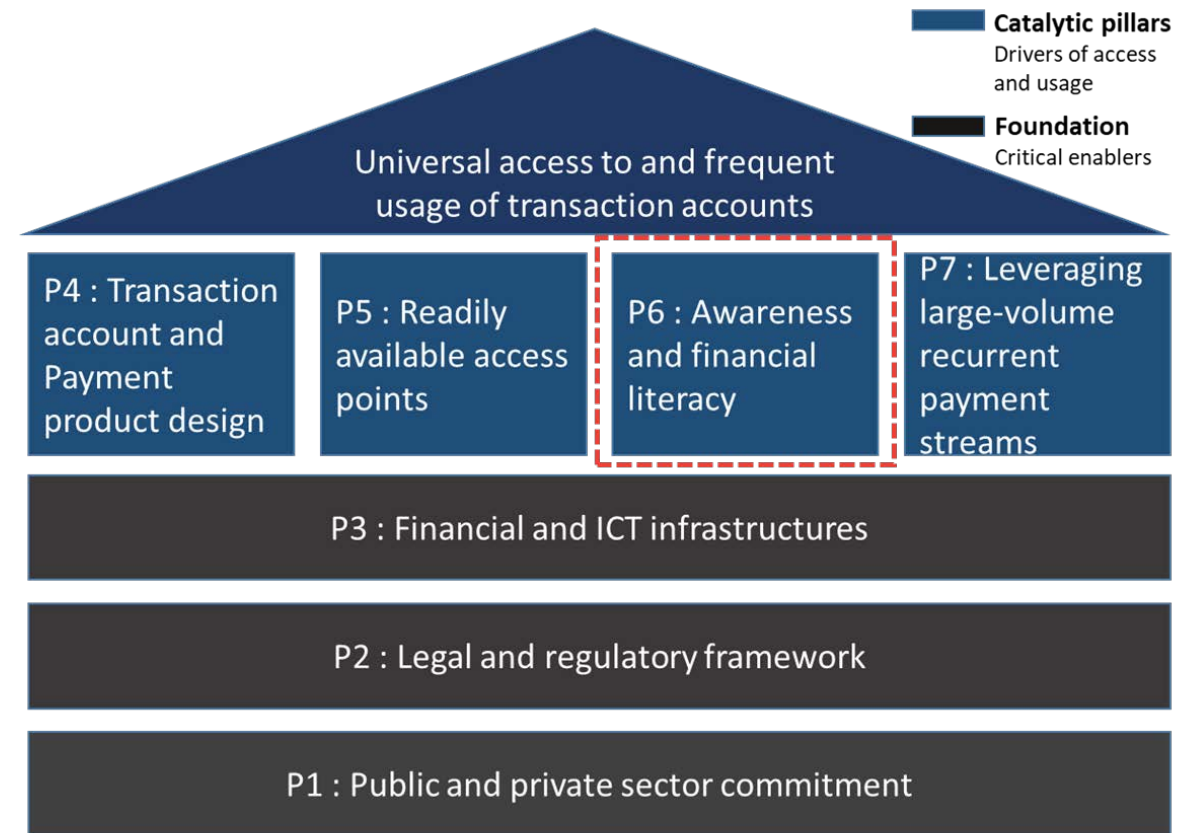 Catalytic pillars
Drivers of access
and usage
Foundation
Critical enablers
Universal access to and frequent
usage of transaction accounts
P4 : Transaction
account and
Payment
product design
P5 : Readily
available access
points
P6 : Awareness
and financial
literacy
P7 : Leveraging
large-volume
recurrent
payment
streams
P3 : Financial and ICT infrastructures
P2 : Legal and regulatory framework
P1 : Public and private sector commitment